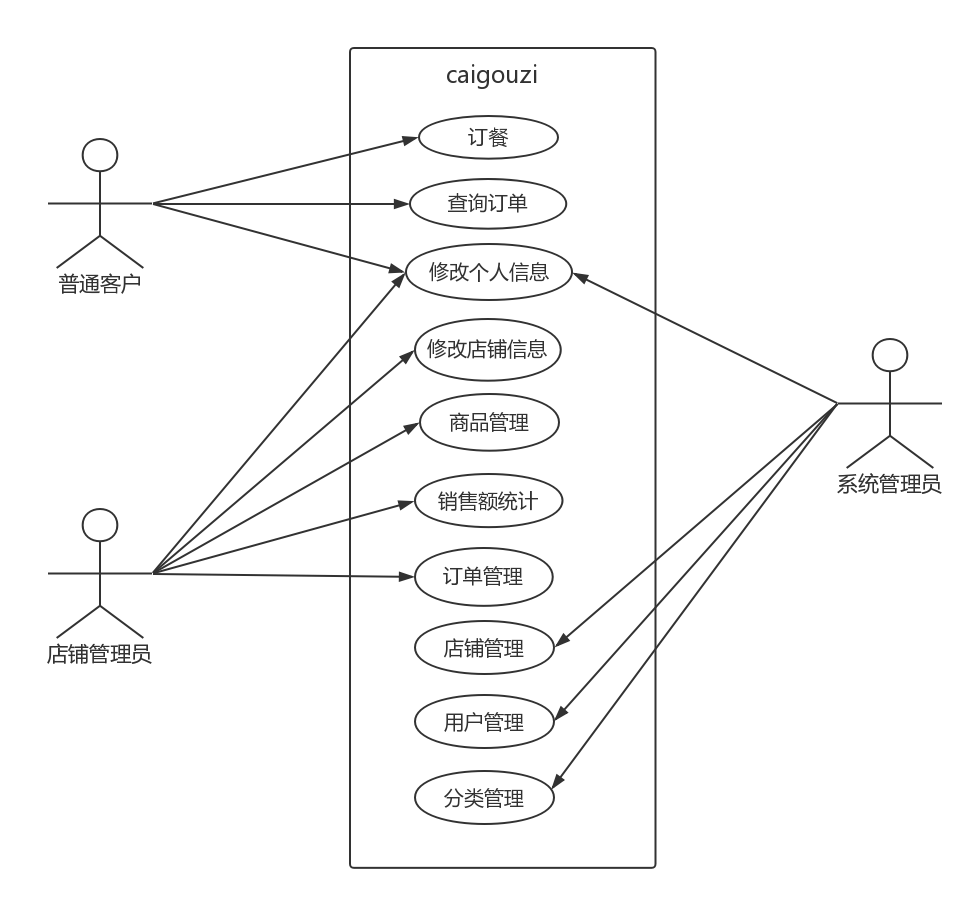 caigouzi
订餐
查询订单
修改个人信息
修改店铺信息
商品管理
销售额统计
订单管理
店铺管理
用户管理
分类管理
普通客户
店铺管理员
系统管理员